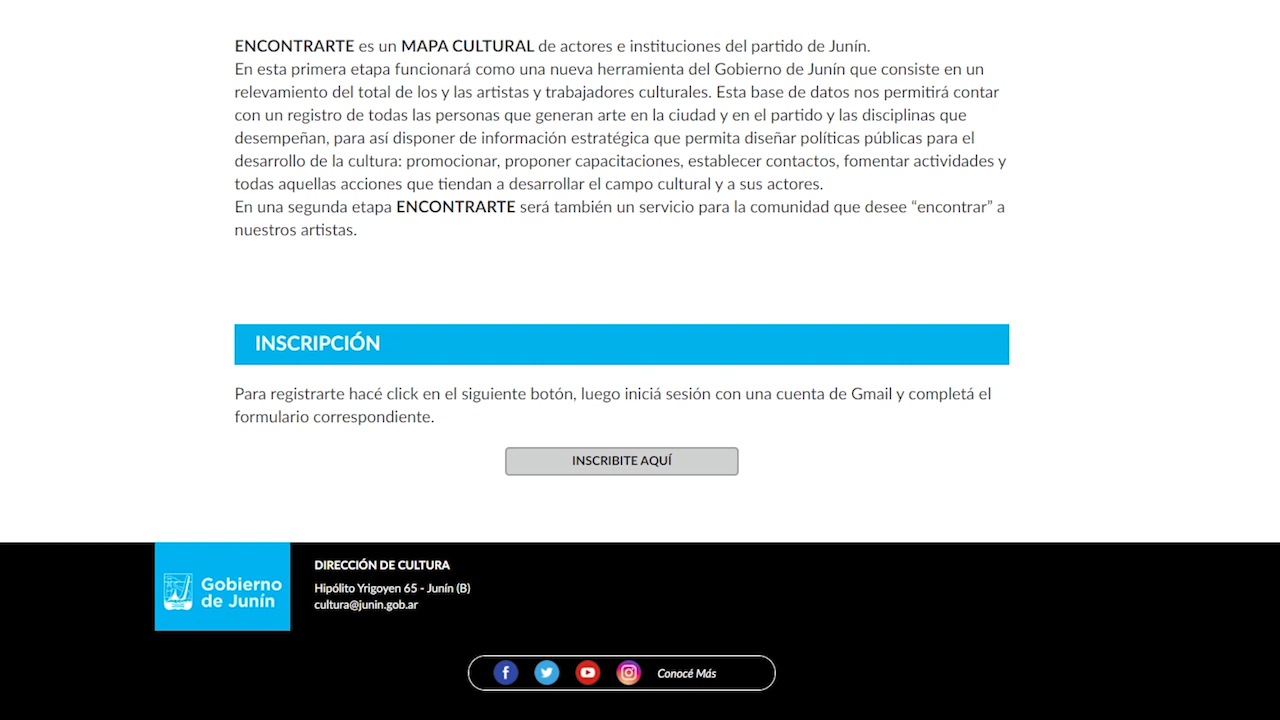 ENCONTRARTE es un MAPA CULTURAL de actores e instituciones del partido de Junín.
En esta primera etapa funcionará como una nueva herramienta del Gobierno de Junín que consiste en un
relevamiento del total de los y las artistas y trabajadores culturales. Esta base de datos nos permitirá contar
con un registro de todas las personas que generan arte en la ciudad y en el partido y las disciplinas que
desempeñan, para así disponer de información estratégica que permita diseñar políticas públicas para el
desarrollo de la cultura: promocionar, proponer capacitaciones, establecer contactos, fomentar actividades y
todas aquellas acciones que tiendan a desarrollar el campo cultural y a sus actores.
En una segunda etapa ENCONTRARTE será también un servicio para la comunidad que desee “encontrar” a
nuestros artistas.
INSCRIPCIÓN
Para registrarte hacé click en el siguiente botón, luego iniciá sesión con una cuenta de Gmail y completá el
formulario correspondiente.
INSCRIBITE AQUÍ
Gobierno
de Junín
DIRECCIÓN DE CULTURA
Hipólito Yrigoyen 65 - Junín (B)
cultura@junin.gob.ar
Conocé Más